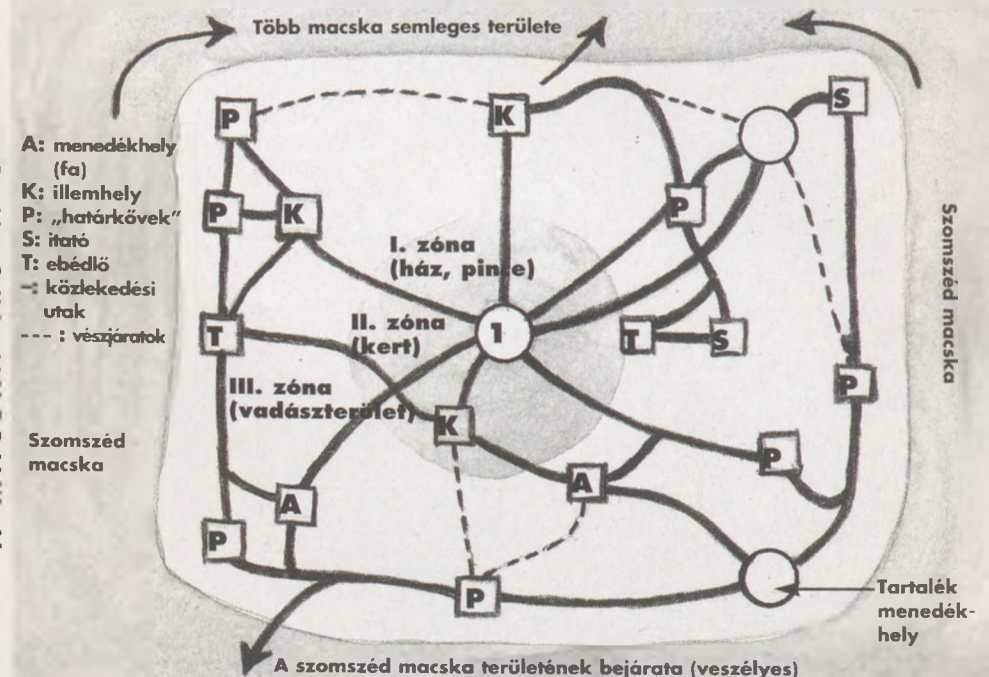 Több macska semleges területe
A: menedékhely
(fa)
K: illemhely
P: „határkővek”
S: itató
T: ebédlő
-: közlekedési
utak
---: vészjáratok
P
K
S
P
K
P
I. zóna
(ház, pince)
II. zóna
(kert)
1
T
T
S
III. zóna
(vadászterület)
K
P
P
A
A
P
P
Szomszéd
macska
Szomszéd macska
Tartalék
menedék-
hely
A szomszéd macska területének bejárata (veszélyes)